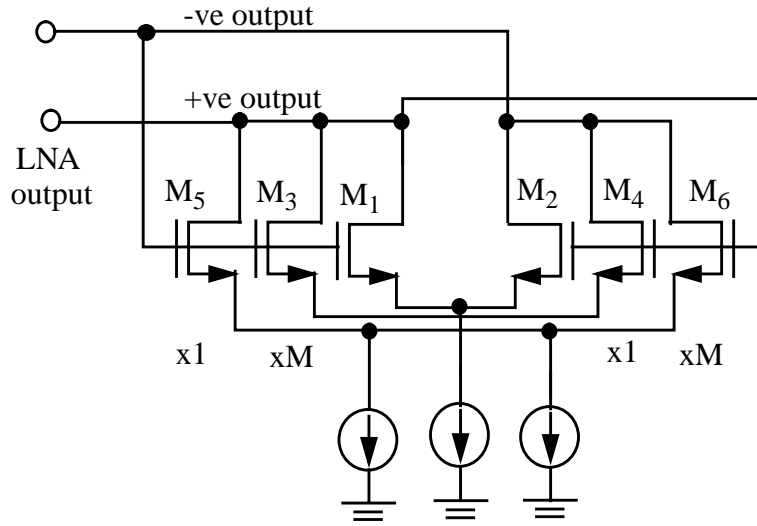 -ve output
+ve output
LNA
output
M5 M3 M1 M2 M4 M6
x1 xM x1 xM